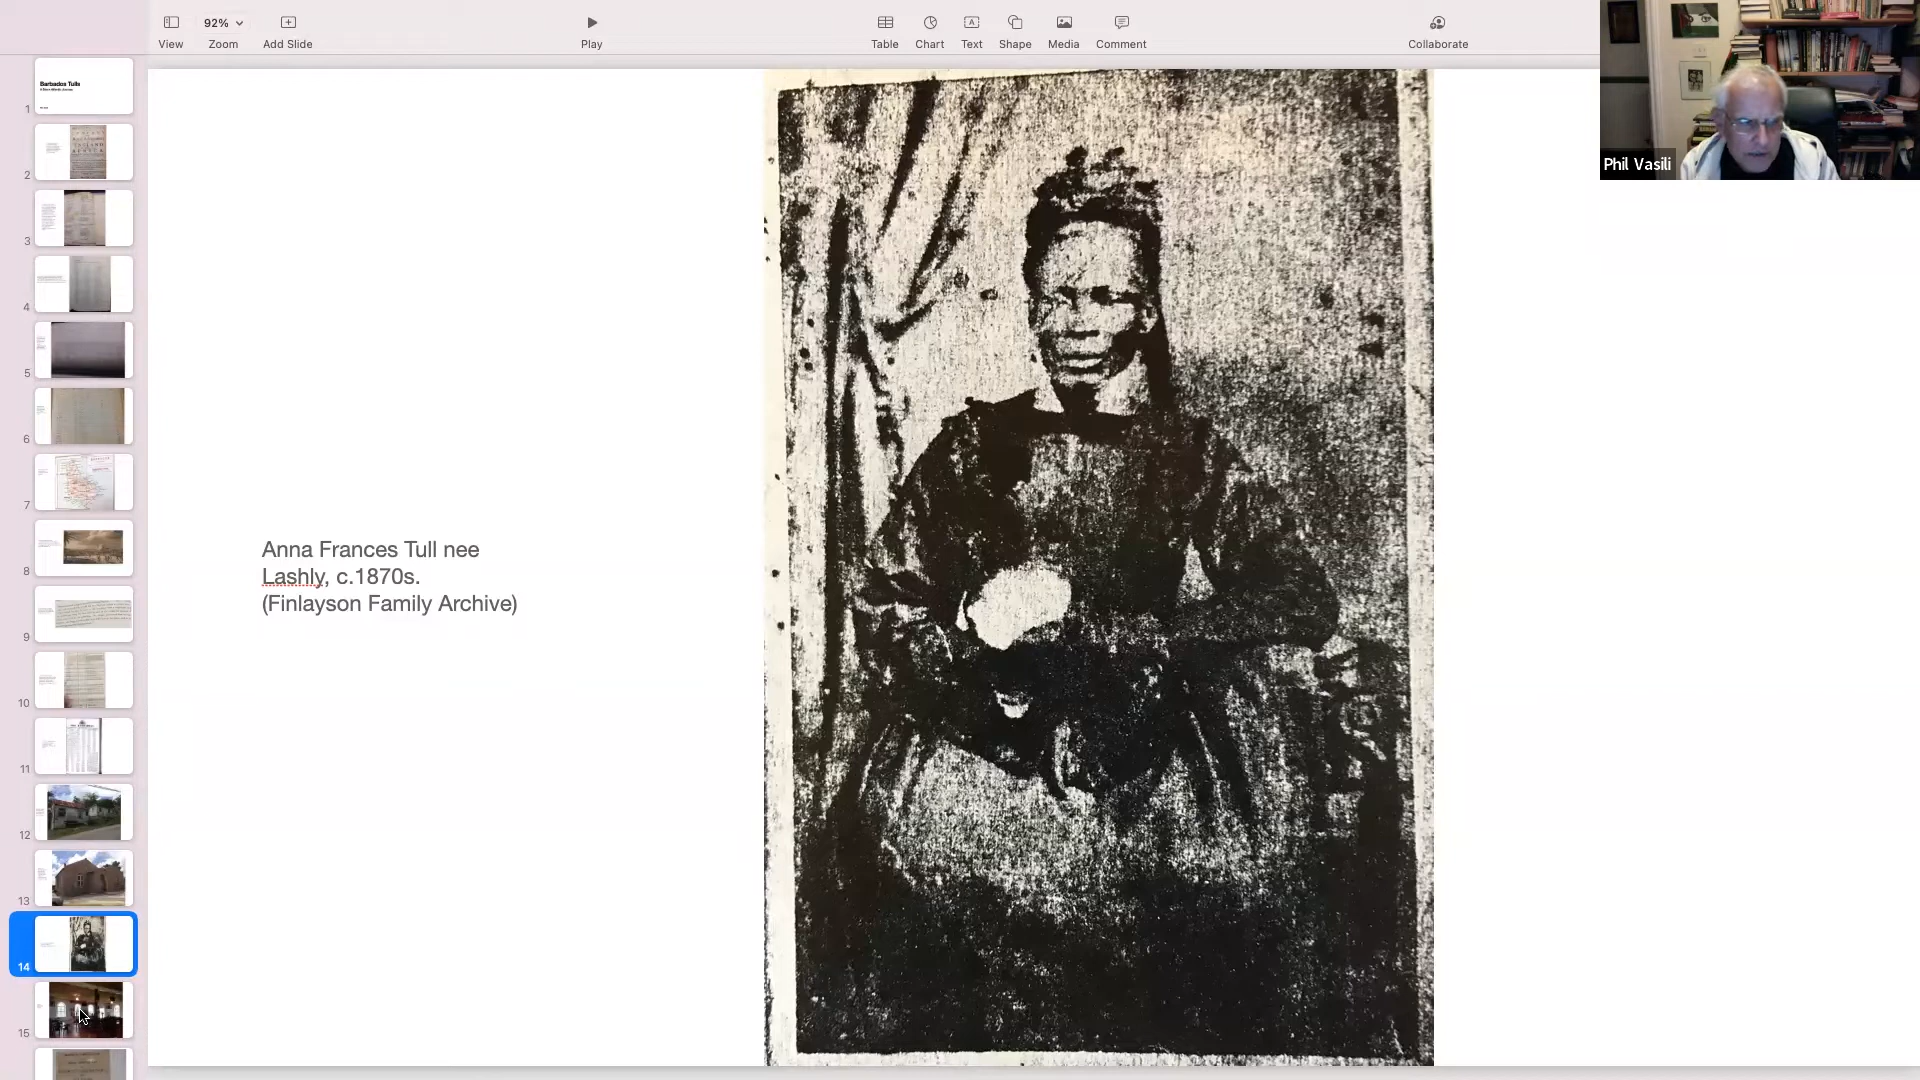 View
92%
Zoom
Add Slide
Play
Table
Chart
Text
Shape
Media
Comment
Collaborate
Phil Vasili
Barbados Tulls
1
2
3
4
5
6
7
8
9
10
11
12
13
14
15
Anna Frances Tull nee
Lashly, c.1870s.
(Finlayson Family Archive)